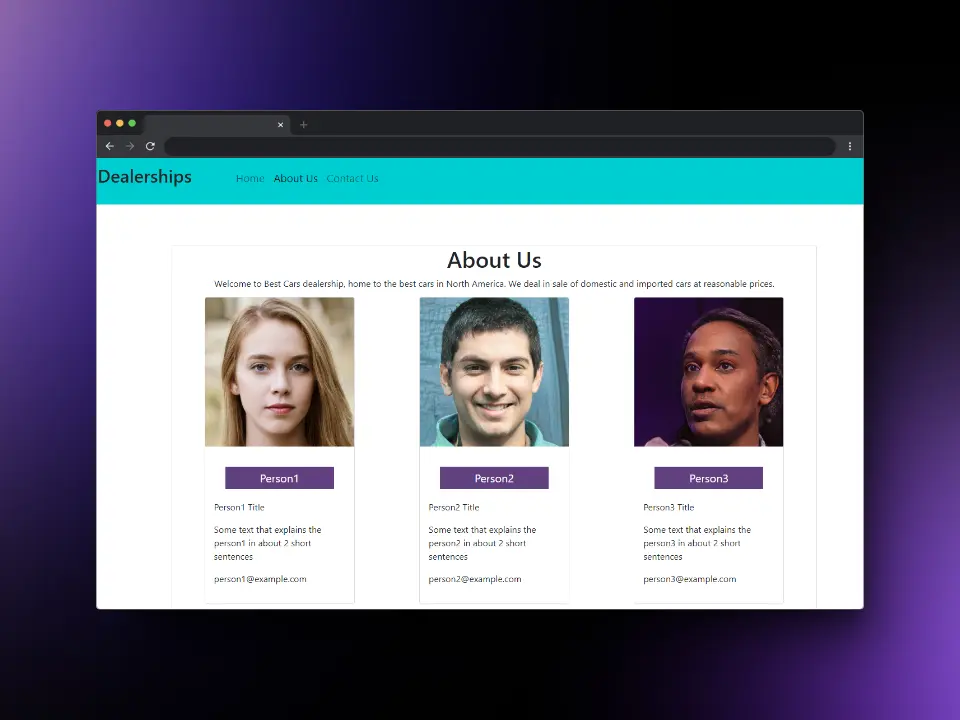 Dealerships
Home About Us Contact Us
About Us
Welcome to Best Cars dealership, home to the best cars in North America. We deal in sale of domestic and imported cars at reasonable prices.
Person1
Person1 Title
Some text that explains the
person1 in about 2 short
sentences
person1@example.com
Person2
Person2 Title
Some text that explains the
person2 in about 2 short
sentences
person2@example.com
Person3
Person3 Title
Some text that explains the
person3 in about 2 short
sentences
person3@example.com